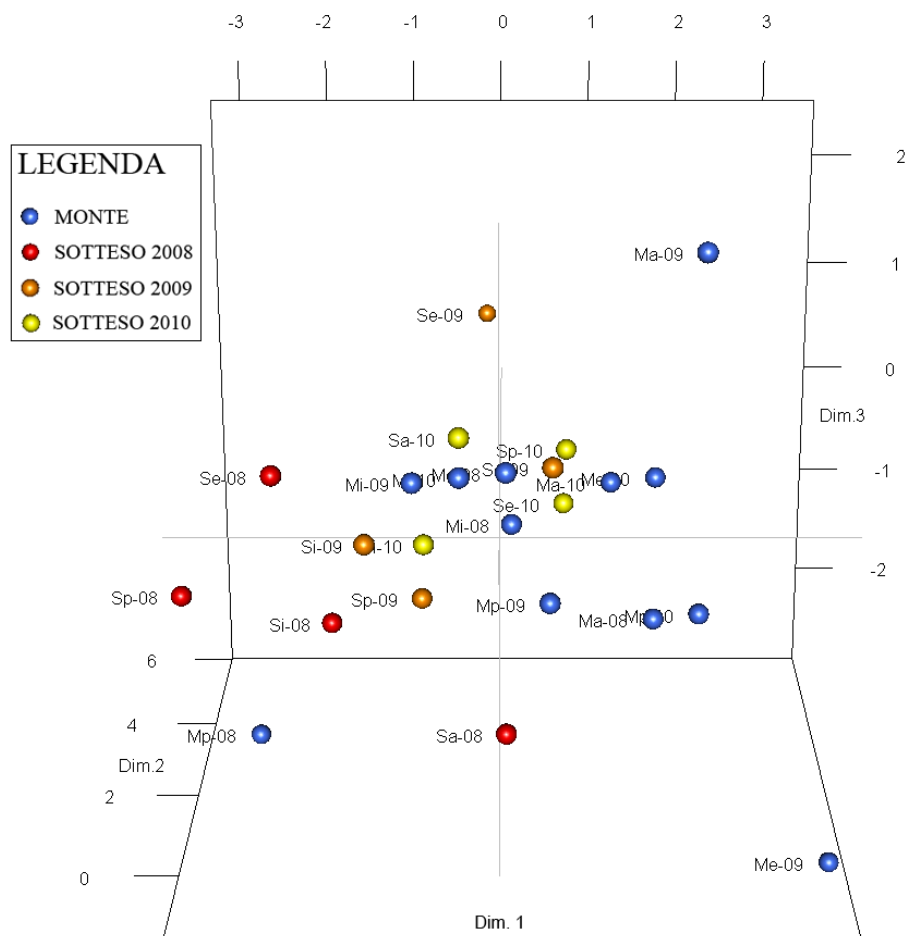 -3 -2 -1 0 1 2 3
LEGENDA
MONTE
SOTTESO 2008
SOTTESO 2009
SOTTESO 2010
2
Ma-09
1
Se-09
0
Dim.3
Sa-10
Sp-10
-1
Se-08
Mi-09
Ma-10
Se-10
Mi-08
Si-09
-2
Sp-08
Sp-09
Mp-09
Si-08
Ma-08
6
4
Mp-08
Sa-08
Dim.2
2
0
Me-09
Dim. 1